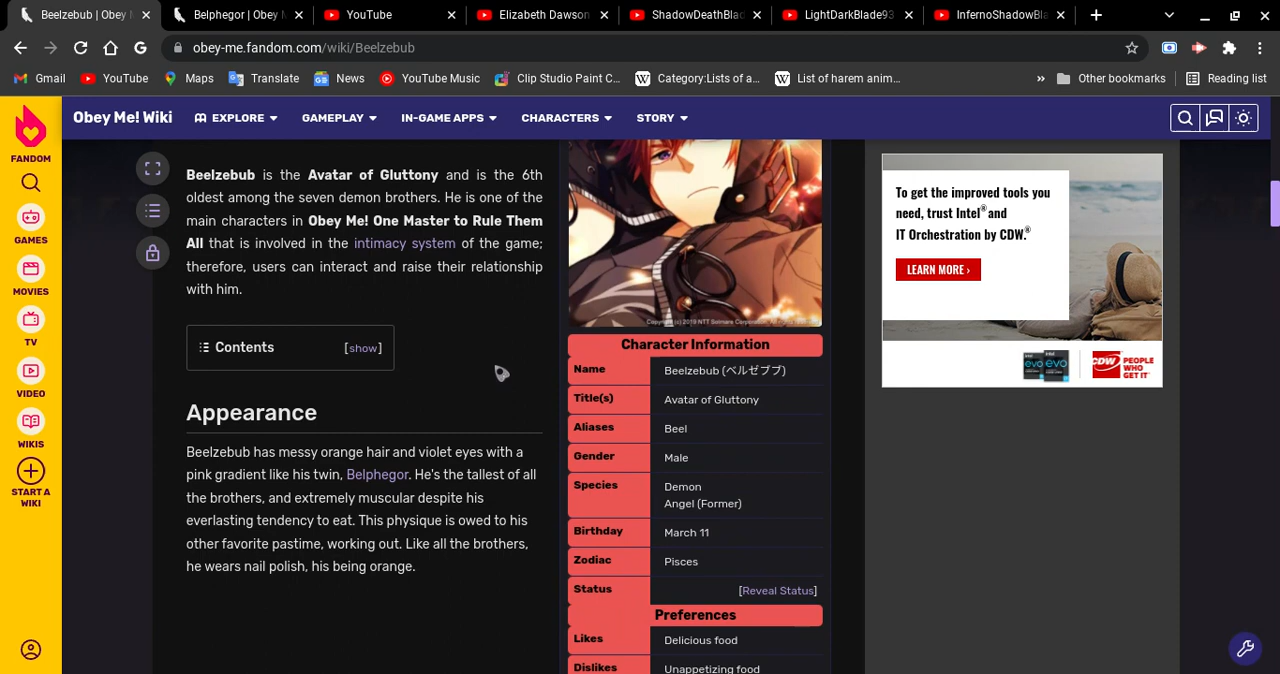 Beelzebub | Obey M
Belphegor | Obey M
YouTube
Elizabeth Dawson
ShadowDeathBlad
LightDarkBlade93
InfernoShadowBla
obey-me.fandom.com/wiki/Beelzebub
Gmail
YouTube
Maps
Translate
News
YouTube Music
Clip Studio Paint C...
Category:Lists of a...
List of harem anim...
»
Other bookmarks
Reading list
Obey Me! Wiki
EXPLORE
GAMEPLAY
IN-GAME APPS
CHARACTERS
STORY
FANDOM
GAMES
MOVIES
TV
VIDEO
WIKIS
START A
WIKI
Beelzebub is the Avatar of Gluttony and is the 6th
oldest among the seven demon brothers. He is one of the
main characters in Obey Me! One Master to Rule Them
All that is involved in the intimacy system of the game;
therefore, users can interact and raise their relationship
with him.
Contents [show]
Appearance
Beelzebub has messy orange hair and violet eyes with a
pink gradient like his twin, Belphegor. He's the tallest of all
the brothers, and extremely muscular despite his
everlasting tendency to eat. This physique is owed to his
other favorite pastime, working out. Like all the brothers,
he wears nail polish, his being orange.
Copyright (c) 2019 NTT Solmare Corporation. All rights reserved.
Character Information
Name Beelzebub (ベルゼブブ)
Title(s) Avatar of Gluttony
Aliases Beel
Gender Male
Species Demon
Angel (Former)
Birthday March 11
Zodiac Pisces
Status [Reveal Status]
Preferences
Likes Delicious food
Dislikes Unappetizing food
To get the improved tools you
need, trust Intel® and
IT Orchestration by CDW.®
LEARN MORE ›
evo
evo
CDW
PEOPLE
WHO
GET IT